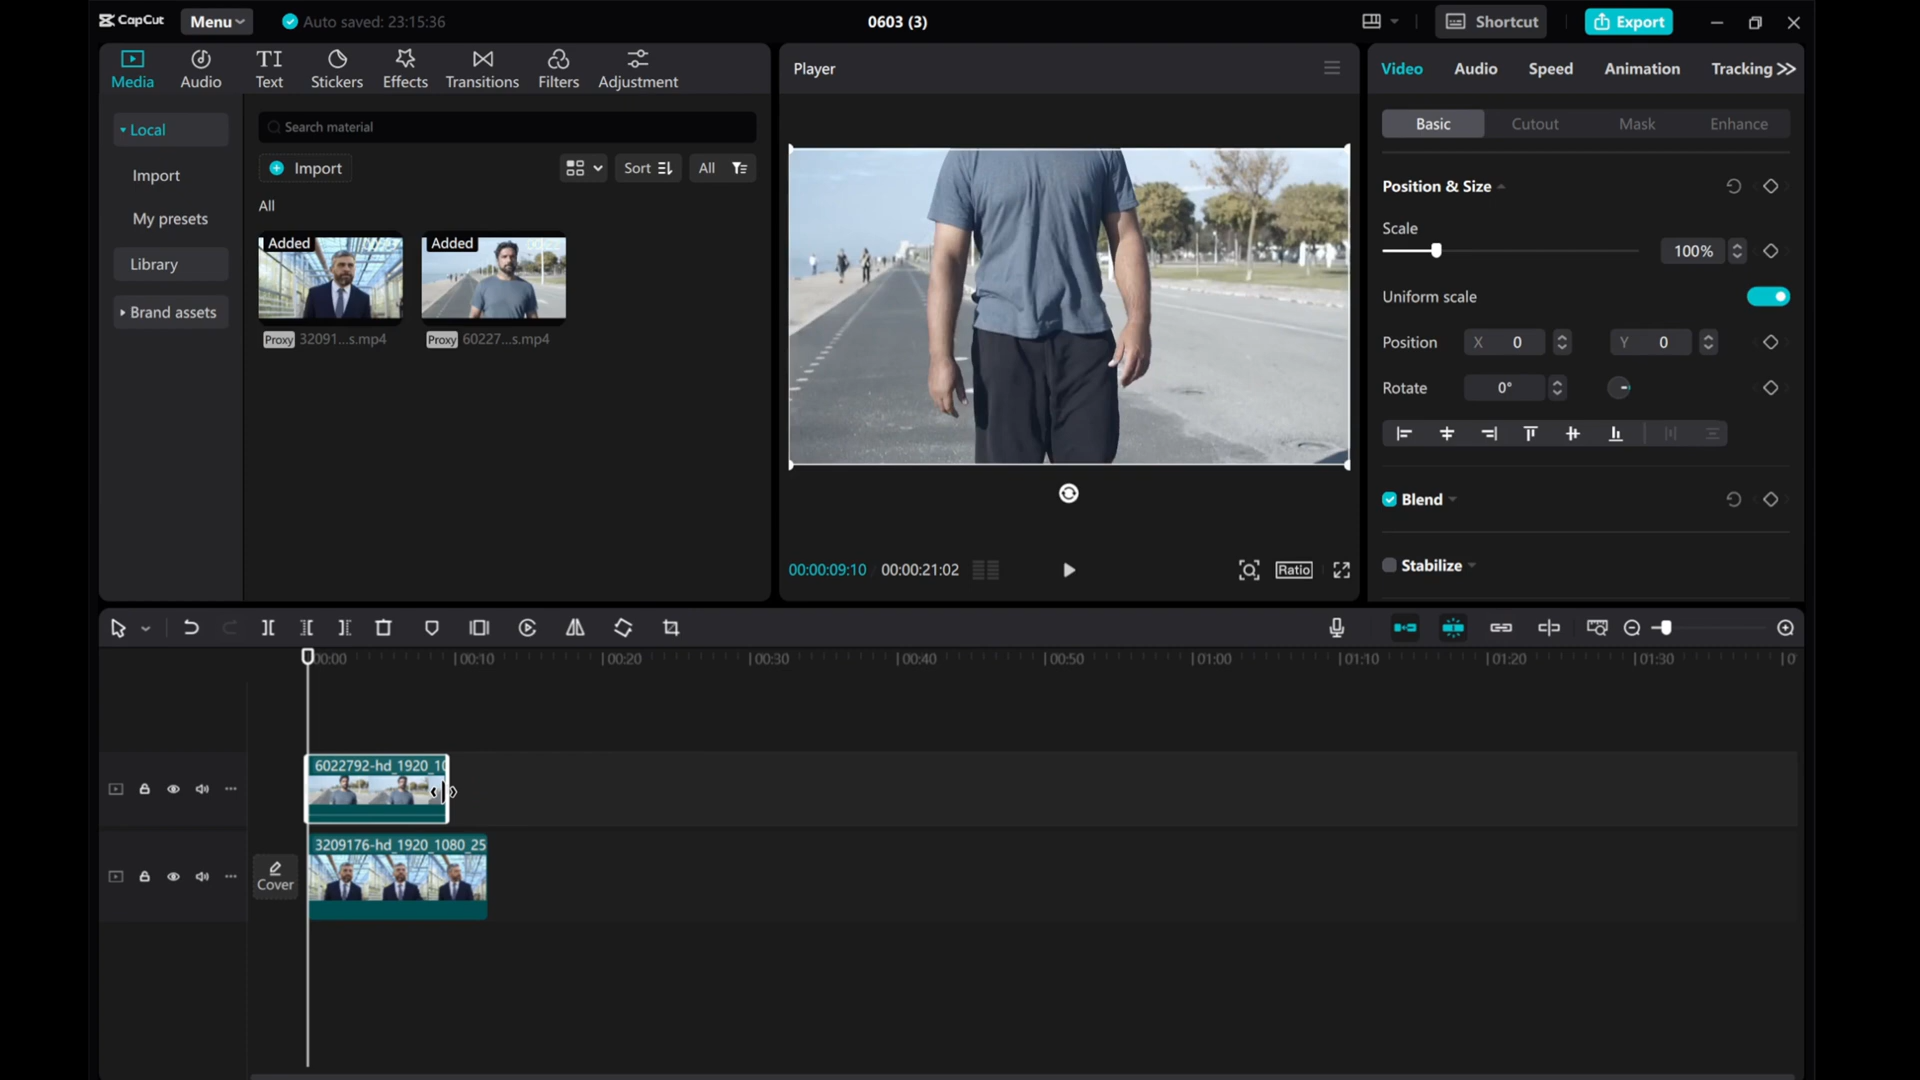 CapCut
Menu
Auto saved: 23:15:36
0603 (3)
Shortcut
Export
Media
Audio
Text
Stickers
Effects
Transitions
Filters
Adjustment
Local
Import
My presets
Library
Brand assets
Search material
Import
Sort
All
All
Added
Added
Proxy 32091...s.mp4
Proxy 60227...s.mp4
Player
00:00:09:10
00:00:21:02
Ratio
Video
Audio
Speed
Animation
Tracking
Basic
Cutout
Mask
Enhance
Position & Size
Scale
100%
Uniform scale
Position
X 0
Y 0
Rotate
0°
Blend
Stabilize
00:00
00:10
00:20
00:30
00:40
00:50
01:00
01:10
01:20
01:30
6022792-hd_1920_10
3209176-hd_1920_1080_25
Cover